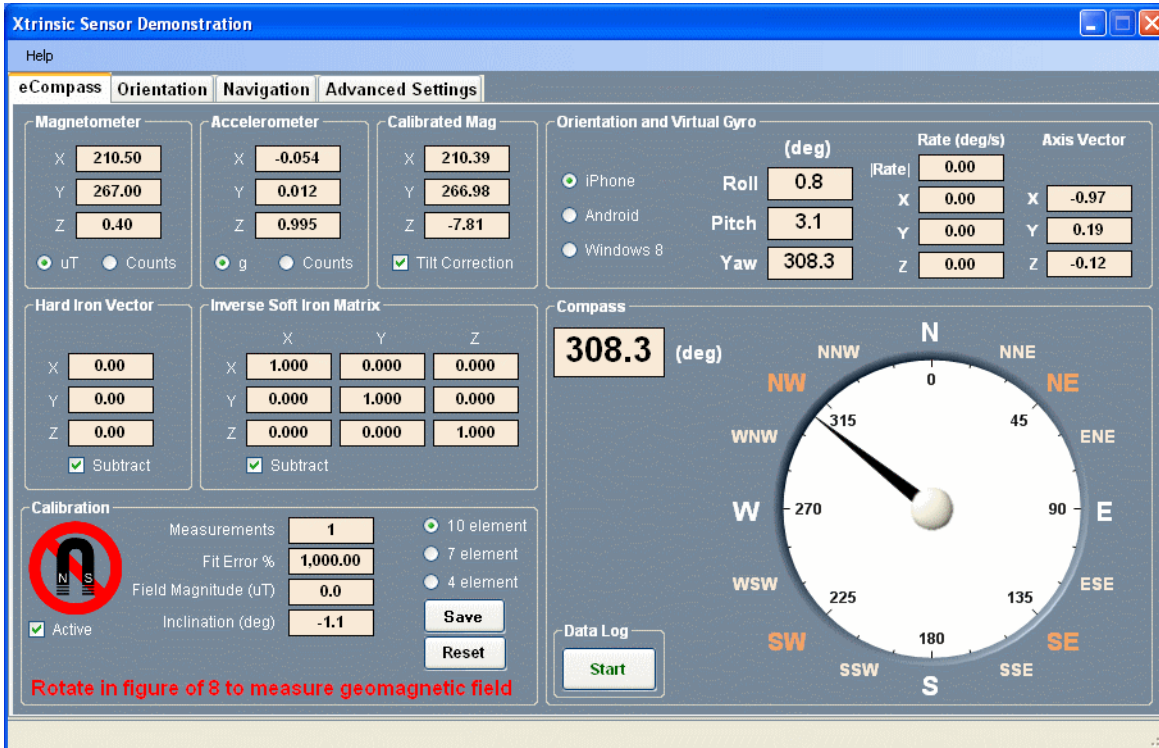 Xtrinsic Sensor Demonstration
Help
eCompass Orientation Navigation Advanced Settings
Magnetometer
X 210.50
Y 267.00
Z 0.40
uT Counts
Accelerometer
X -0.054
Y 0.012
Z 0.995
g Counts
Calibrated Mag
X 210.39
Y 266.98
Z -7.81
Tilt Correction
Orientation and Virtual Gyro
iPhone
Android
Windows 8
(deg)
Roll 0.8
Pitch 3.1
Yaw 308.3
Rate (deg/s)
|Rate| 0.00
X 0.00
Y 0.00
Z 0.00
Axis Vector
X -0.97
Y 0.19
Z -0.12
Hard Iron Vector
X 0.00
Y 0.00
Z 0.00
Subtract
Inverse Soft Iron Matrix
X Y Z
X 1.000 0.000 0.000
Y 0.000 1.000 0.000
Z 0.000 0.000 1.000
Subtract
Calibration
N S
Active
Measurements 1
Fit Error % 1,000.00
Field Magnitude (uT) 0.0
Inclination (deg) -1.1
10 element
7 element
4 element
Save
Reset
Rotate in figure of 8 to measure geomagnetic field
Compass
308.3 (deg)
N
NNW NNE
NW 0 NE
315 45
WNW ENE
W 270 90 E
WSW ESE
225 135
SW 180 SE
SSW SSE
S
Data Log
Start